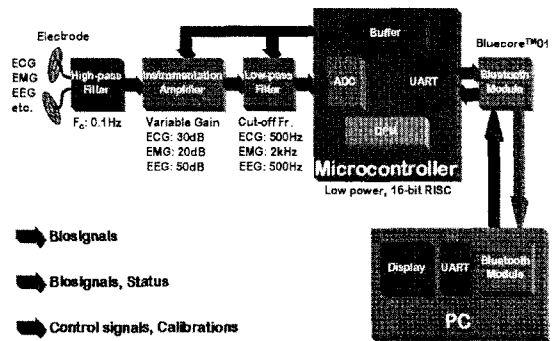 Electrode
ECG
EMG
EEG
etc.
High-pass
Filter
Fc: 0.1Hz
Instrumentation
Amplifier
Variable Gain
ECG: 30dB
EMG: 20dB
EEG: 50dB
Low-pass
Filter
Cut-off Fr.
ECG: 500Hz
EMG: 2kHz
EEG: 500Hz
Buffer
ADC
UART
Microcontroller
Low power, 16-bit RISC
Bluecore™01
Bluetooth
Module
Display
UART
Bluetooth
Module
PC
Biosignals
Biosignals, Status
Control signals, Calibrations